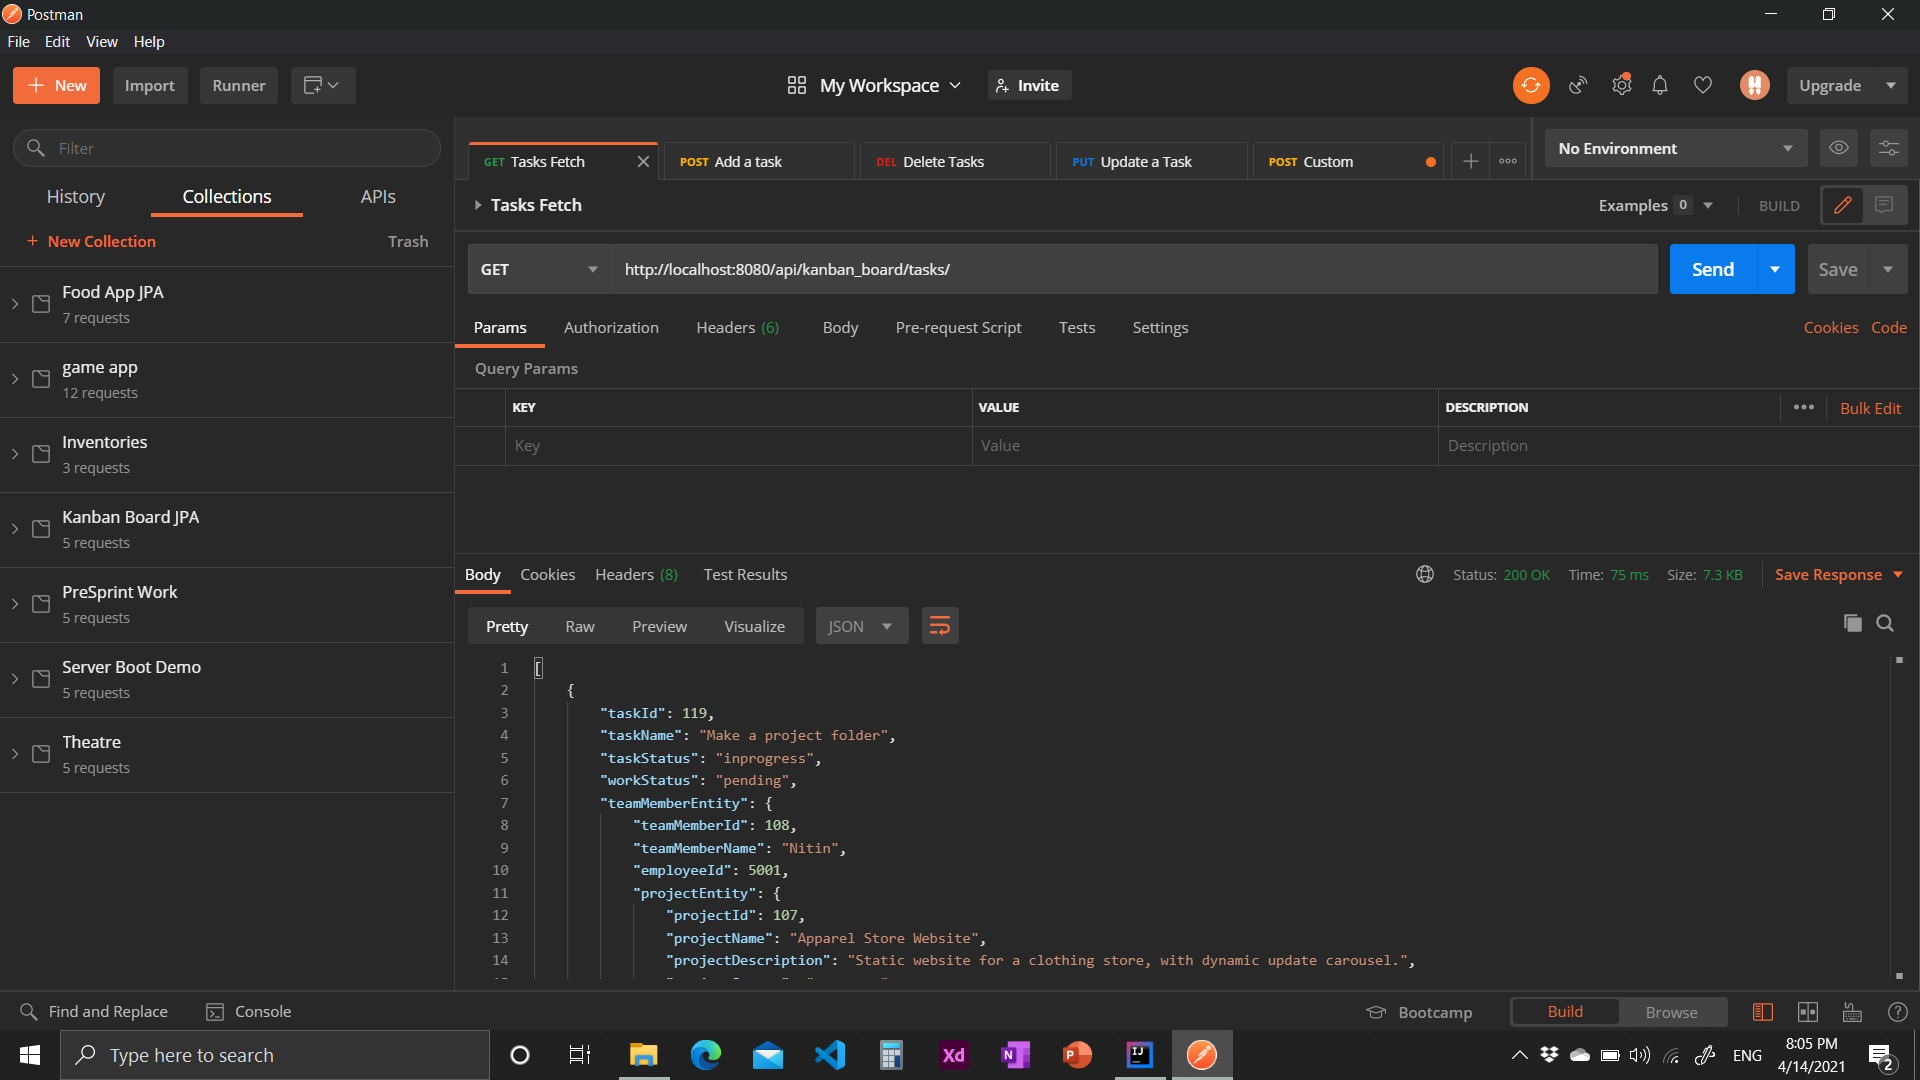 Postman
File Edit View Help
+ New Import Runner My Workspace Invite Upgrade
Filter
History Collections APIs
+ New Collection Trash
Food App JPA
7 requests
game app
12 requests
Inventories
3 requests
Kanban Board JPA
5 requests
PreSprint Work
5 requests
Server Boot Demo
5 requests
Theatre
5 requests
GET Tasks Fetch POST Add a task DEL Delete Tasks PUT Update a Task POST Custom No Environment
Tasks Fetch Examples 0 BUILD
GET http://localhost:8080/api/kanban_board/tasks/ Send Save
Params Authorization Headers (6) Body Pre-request Script Tests Settings Cookies Code
Query Params
KEY VALUE DESCRIPTION Bulk Edit
Key Value Description
Body Cookies Headers (8) Test Results Status: 200 OK Time: 75 ms Size: 7.3 KB Save Response
Pretty Raw Preview Visualize JSON
1 [
2 {
3 "taskId": 119,
4 "taskName": "Make a project folder",
5 "taskStatus": "inprogress",
6 "workStatus": "pending",
7 "teamMemberEntity": {
8 "teamMemberId": 108,
9 "teamMemberName": "Nitin",
10 "employeeId": 5001,
11 "projectEntity": {
12 "projectId": 107,
13 "projectName": "Apparel Store Website",
14 "projectDescription": "Static website for a clothing store, with dynamic update carousel.",
Find and Replace Console Bootcamp Build Browse
Type here to search Xd N P IJ ENG 8:05 PM
4/14/2021 2